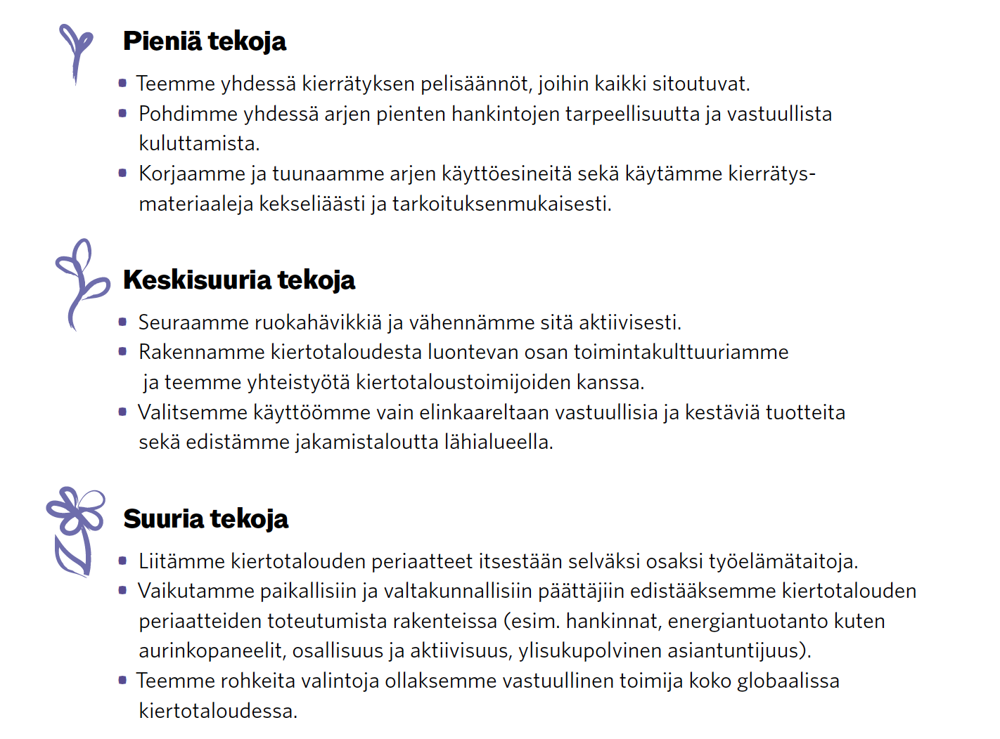 Pieniä tekoja
• Teemme yhdessä kierrätyksen pelisäännöt, joihin kaikki sitoutuvat.
• Pohdimme yhdessä arjen pienten hankintojen tarpeellisuutta ja vastuullista
kuluttamista.
• Korjaamme ja tuunaamme arjen käyttöesineitä sekä käytämme kierrätys-
materiaaleja kekseliäästi ja tarkoituksenmukaisesti.
Keskisuuria tekoja
• Seuraamme ruokahävikkiä ja vähennämme sitä aktiivisesti.
• Rakennamme kiertotaloudesta luontevan osan toimintakulttuuriamme
ja teemme yhteistyötä kiertotaloustoimijoiden kanssa.
• Valitsemme käyttöömme vain elinkaareltaan vastuullisia ja kestäviä tuotteita
sekä edistämme jakamistaloutta lähialueella.
Suuria tekoja
• Liitämme kiertotalouden periaatteet itsestään selväksi osaksi työelämätaitoja.
• Vaikutamme paikallisiin ja valtakunnallisiin päättäjiin edistääksemme kiertotalouden
periaatteiden toteutumista rakenteissa (esim. hankinnat, energiantuotanto kuten
aurinkopaneelit, osallisuus ja aktiivisuus, ylisukupolvinen asiantuntijuus).
• Teemme rohkeita valintoja ollaksemme vastuullinen toimija koko globaalissa
kiertotaloudessa.